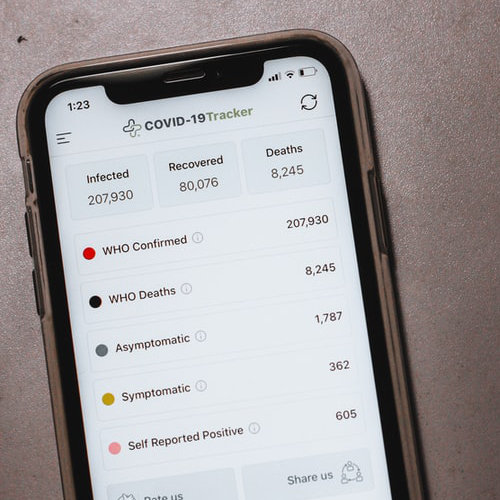 1:23
COVID-19Tracker
Infected Recovered Deaths
207,930 80,076 8,245
WHO Confirmed 207,930
WHO Deaths 8,245
Asymptomatic 1,787
Symptomatic 362
Self Reported Positive 605
Rate us Share us